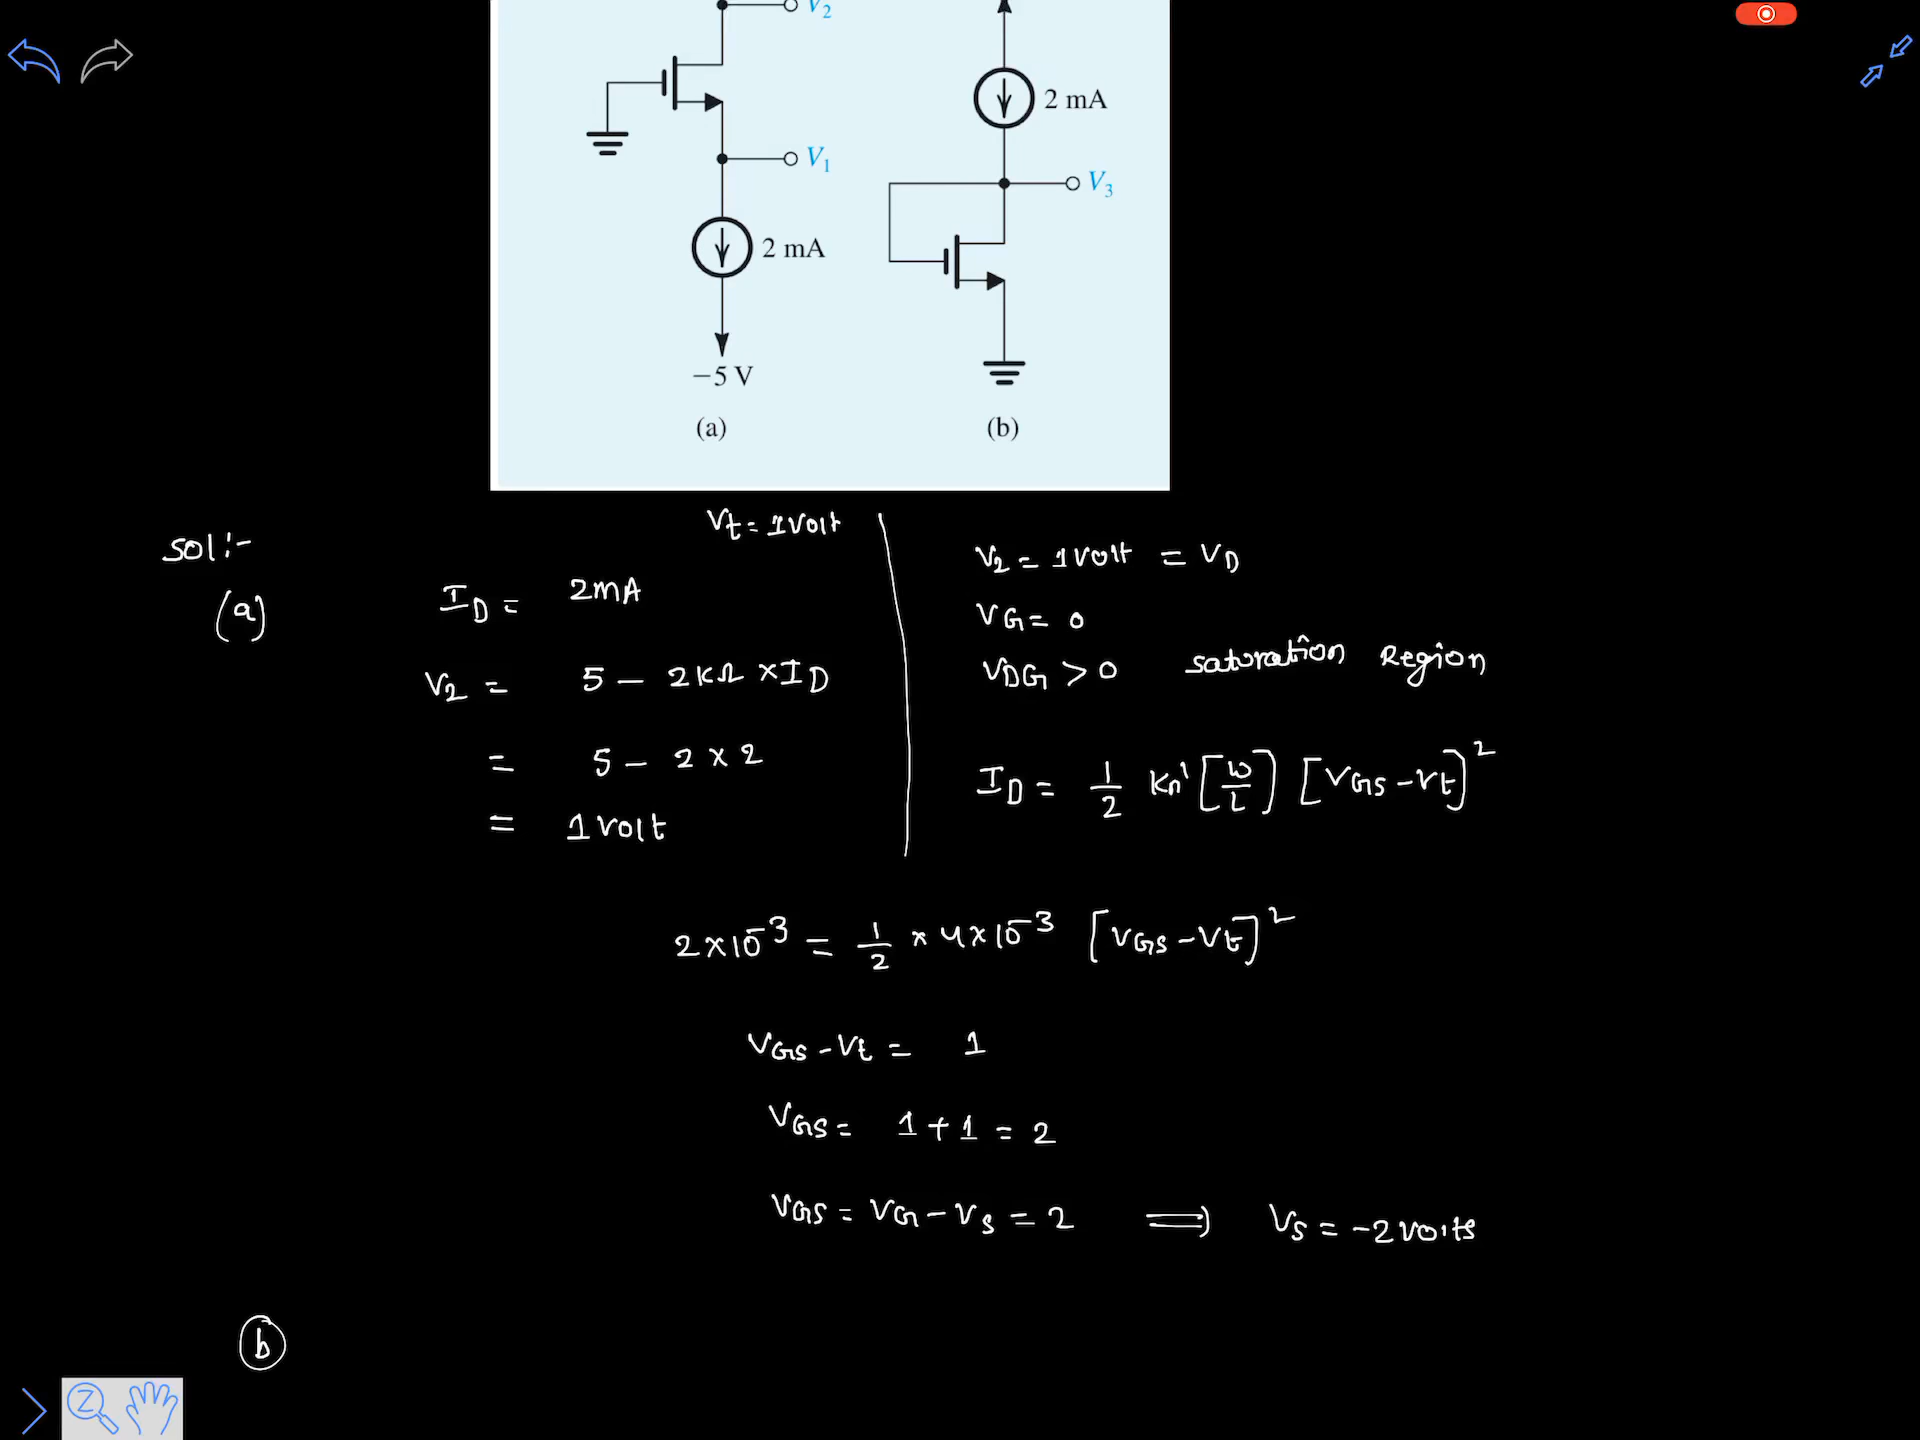 V2
2 mA
V1
V3
2 mA
−5 V
(a) (b)
Vt = 1Volt
Sol:-
(a)
ID = 2mA
V2 = 5 - 2KΩ × ID
= 5 - 2 × 2
= 1 volt
V2 = 1 volt = VD
VG = 0
VDG > 0 saturation Region
ID = 1/2 Kn' [W/L] [VGS - Vt]²
2×10⁻³ = 1/2 × 4×10⁻³ [VGS - Vt]²
VGS - Vt = 1
VGS = 1 + 1 = 2
VGS = VG - VS = 2 ⟹ VS = -2 volts
b
Z